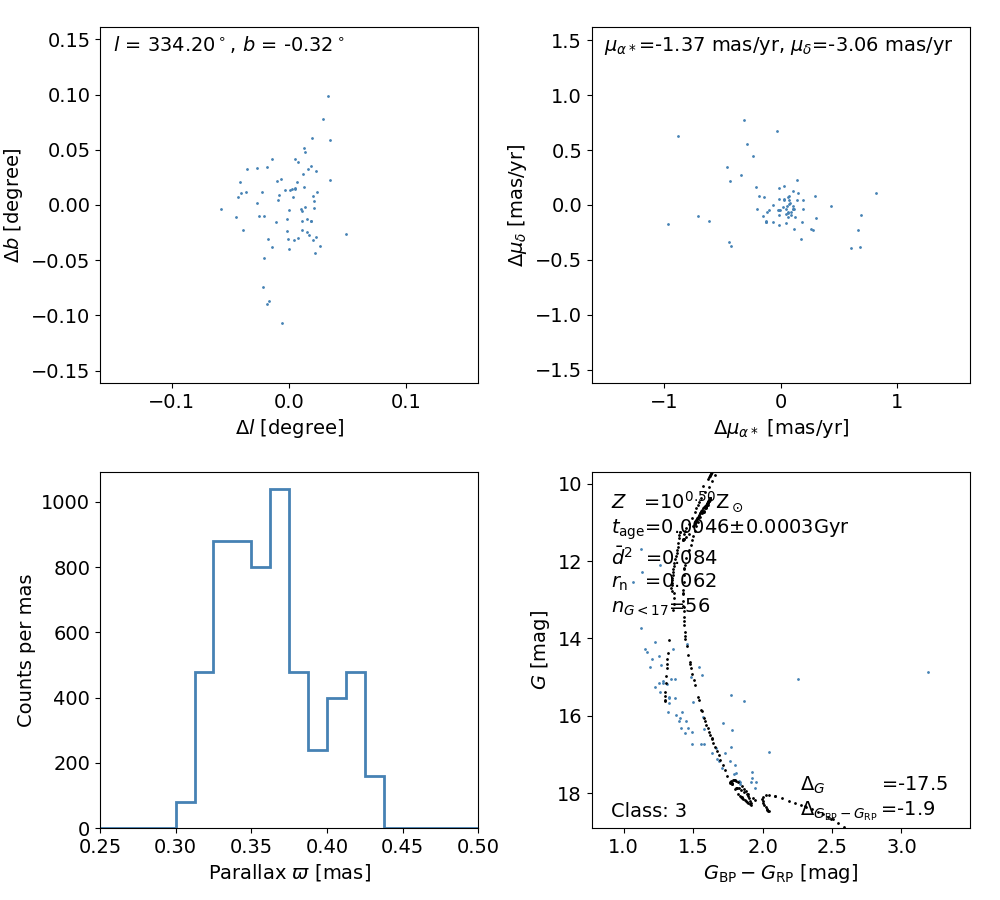 l = 334.20°, b = -0.32°
0.15
0.10
0.05
0.00
−0.05
−0.10
−0.15
Δb [degree]
−0.1 0.0 0.1
Δl [degree]
μα*=-1.37 mas/yr, μδ=-3.06 mas/yr
1.5
1.0
0.5
0.0
−0.5
−1.0
−1.5
Δμδ [mas/yr]
−1 0 1
Δμα* [mas/yr]
1000
800
600
400
200
0
Counts per mas
0.25 0.30 0.35 0.40 0.45 0.50
Parallax ϖ [mas]
Z =10^0.50 Z⊙
t_age=0.0046±0.0003Gyr
d̄² =0.084
r_n =0.062
n_G<17=56
Δ_G =-17.5
Δ_GBP−GRP =-1.9
Class: 3
10
12
14
16
18
G [mag]
1.0 1.5 2.0 2.5 3.0
G_BP − G_RP [mag]